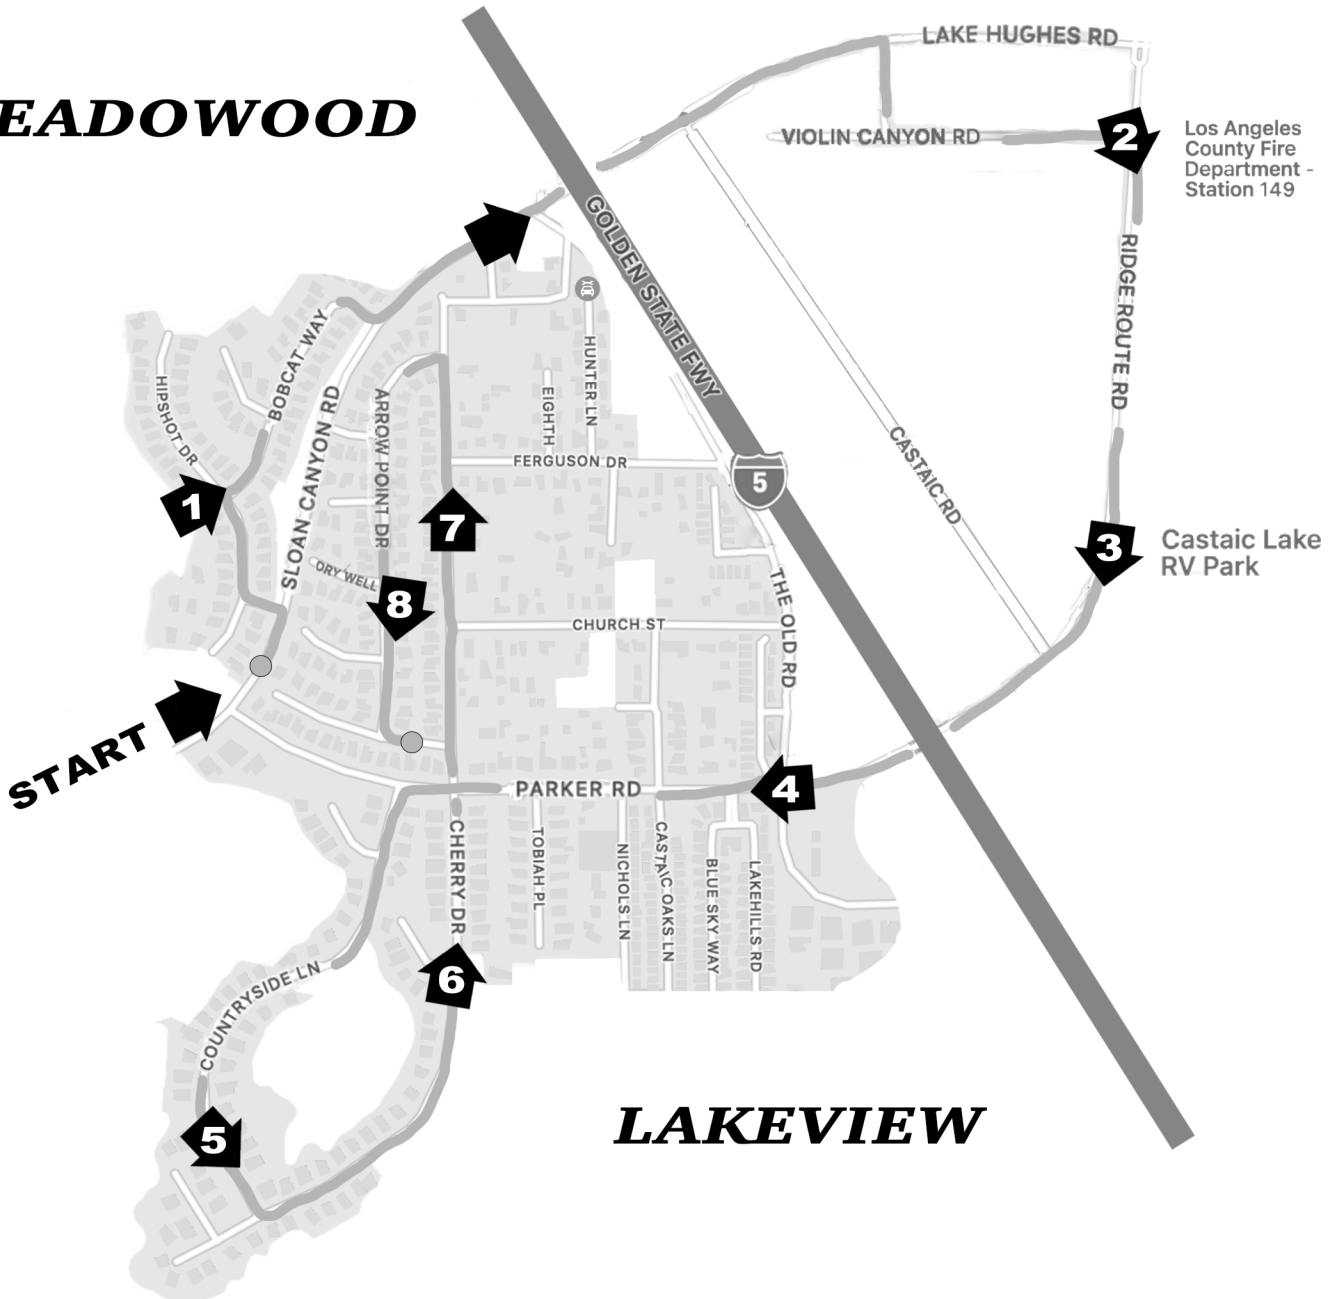 LAKE HUGHES RD
EADOWOOD
VIOLIN CANYON RD
2
Los Angeles
County Fire
Department -
Station 149
GOLDEN STATE FWY
RIDGE ROUTE RD
BOBCAT WAY
HUNTER LN
HIPSHOT DR
SLOAN CANYON RD
ARROW POINT DR
EIGHTH
FERGUSON DR
5
CASTAIC RD
1
7
3
Castaic Lake
RV Park
DRY WELL
8
CHURCH ST
THE OLD RD
START
PARKER RD
4
CHERRY DR
TOBIAH PL
NICHOLS LN
CASTAIC OAKS LN
BLUE SKY WAY
LAKEHILLS RD
COUNTRYSIDE LN
6
5
LAKEVIEW